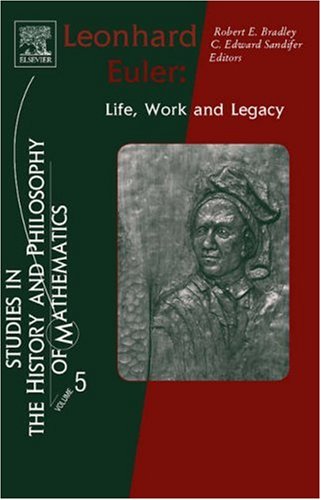 ELSEVIER
Leonhard
Euler:
Robert E. Bradley
C. Edward Sandifer
Editors
Life, Work and Legacy
STUDIES IN
THE HISTORY AND PHILOSOPHY
OF MATHEMATICS
VOLUME 5